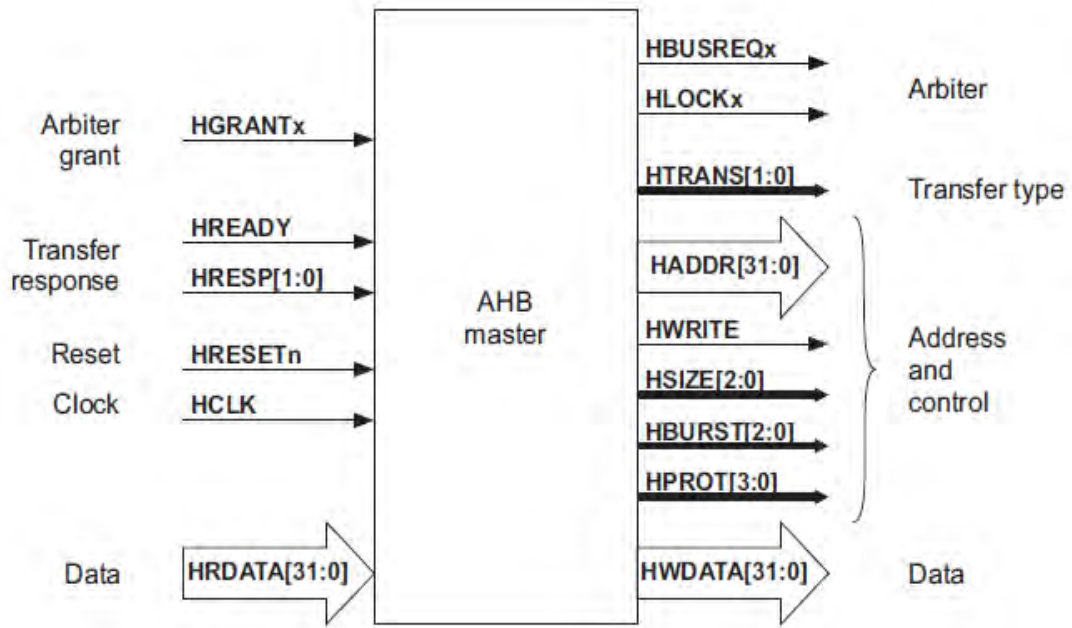 Arbiter
grant
HGRANTx
Transfer
response
HREADY
HRESP[1:0]
Reset
HRESETn
Clock
HCLK
Data
HRDATA[31:0]
AHB
master
HBUSREQx
HLOCKx
Arbiter
HTRANS[1:0]
Transfer type
HADDR[31:0]
HWRITE
HSIZE[2:0]
HBURST[2:0]
HPROT[3:0]
Address
and
control
HWDATA[31:0]
Data